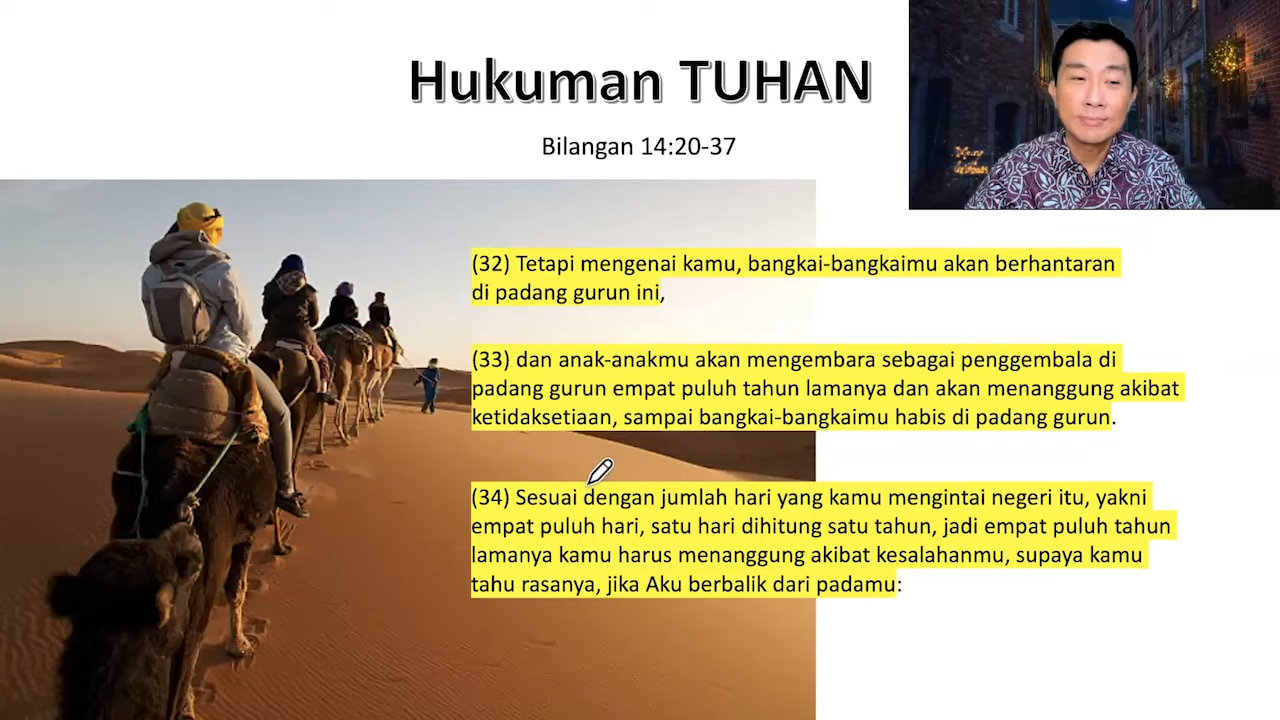 Hukuman TUHAN
Bilangan 14:20-37
(32) Tetapi mengenai kamu, bangkai-bangkaimu akan berhantaran
di padang gurun ini,
(33) dan anak-anakmu akan mengembara sebagai penggembala di
padang gurun empat puluh tahun lamanya dan akan menanggung akibat
ketidaksetiaan, sampai bangkai-bangkaimu habis di padang gurun.
(34) Sesuai dengan jumlah hari yang kamu mengintai negeri itu, yakni
empat puluh hari, satu hari dihitung satu tahun, jadi empat puluh tahun
lamanya kamu harus menanggung akibat kesalahanmu, supaya kamu
tahu rasanya, jika Aku berbalik dari padamu: